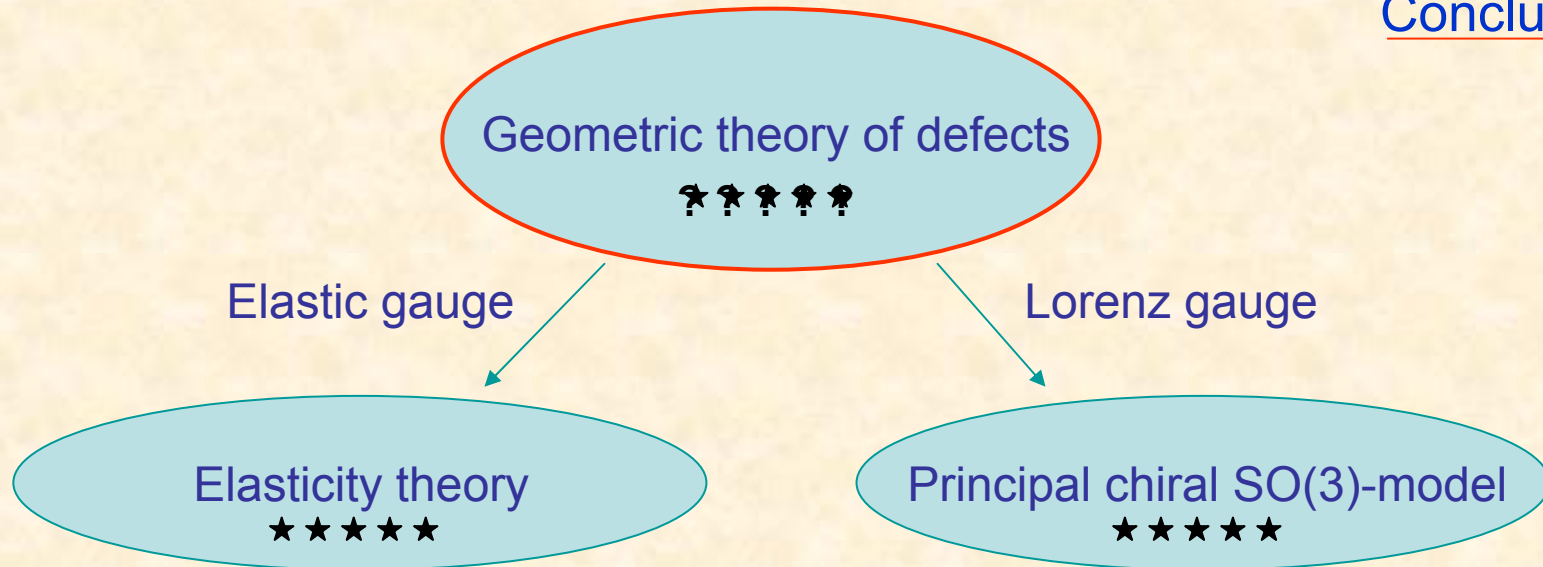 Conclu
Geometric theory of defects
★ ★ ★ ★ ★
Elastic gauge
Lorenz gauge
Elasticity theory
★ ★ ★ ★ ★
Principal chiral SO(3)-model
★ ★ ★ ★ ★